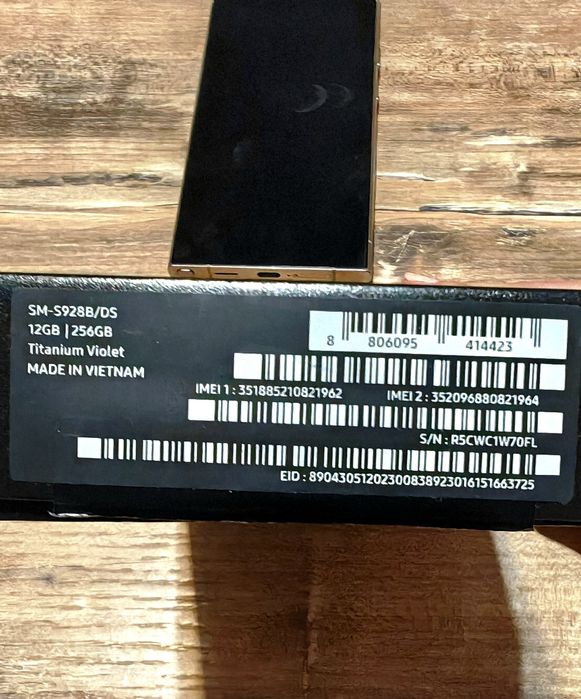 SM-S928B/DS
12GB | 256GB
Titanium Violet
MADE IN VIETNAM
8 806095 414423
IMEI 1 : 351885210821962 IMEI 2 : 352096880821964
S/N : R5CWC1W70FL
EID : 89043051202300838923016151663725